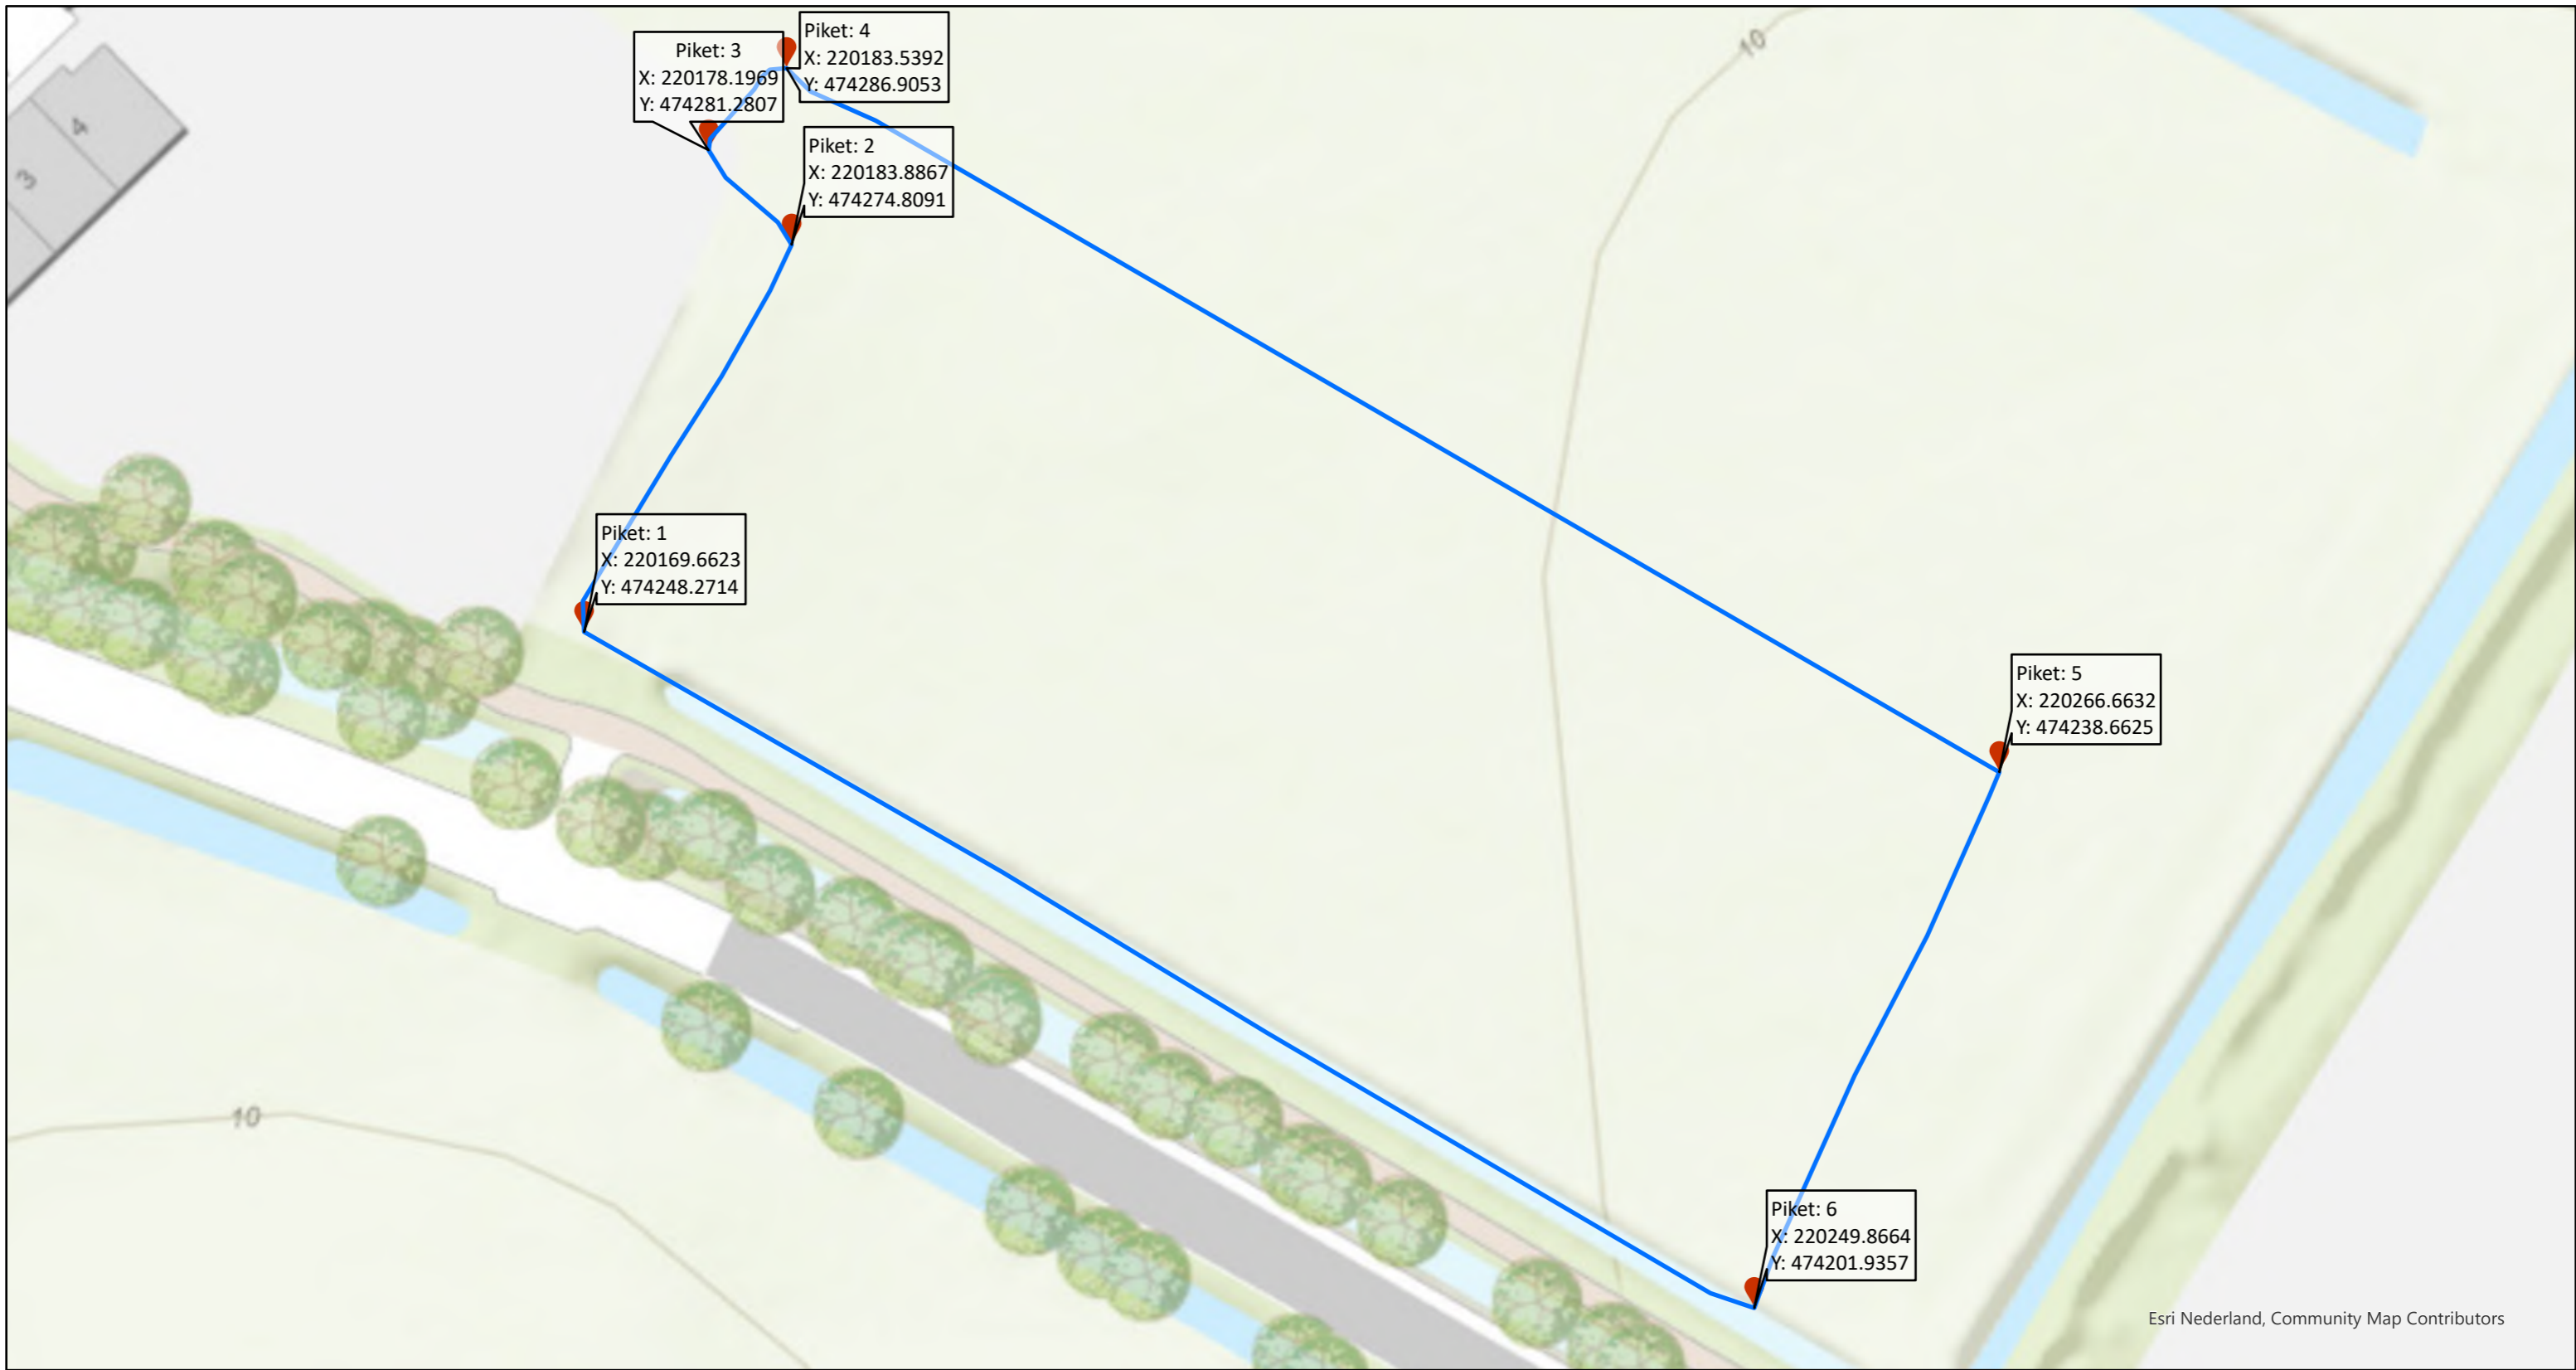 Piket: 4
X: 220183.5392
Y: 474286.9053
Piket: 3
X: 220178.1969
Y: 474281.2807
10
4
Piket: 2
X: 220183.8867
Y: 474274.8091
3
Piket: 1
X: 220169.6623
Y: 474248.2714
Piket: 5
X: 220266.6632
Y: 474238.6625
10
Piket: 6
X: 220249.8664
Y: 474201.9357
Esri Nederland, Community Map Contributors